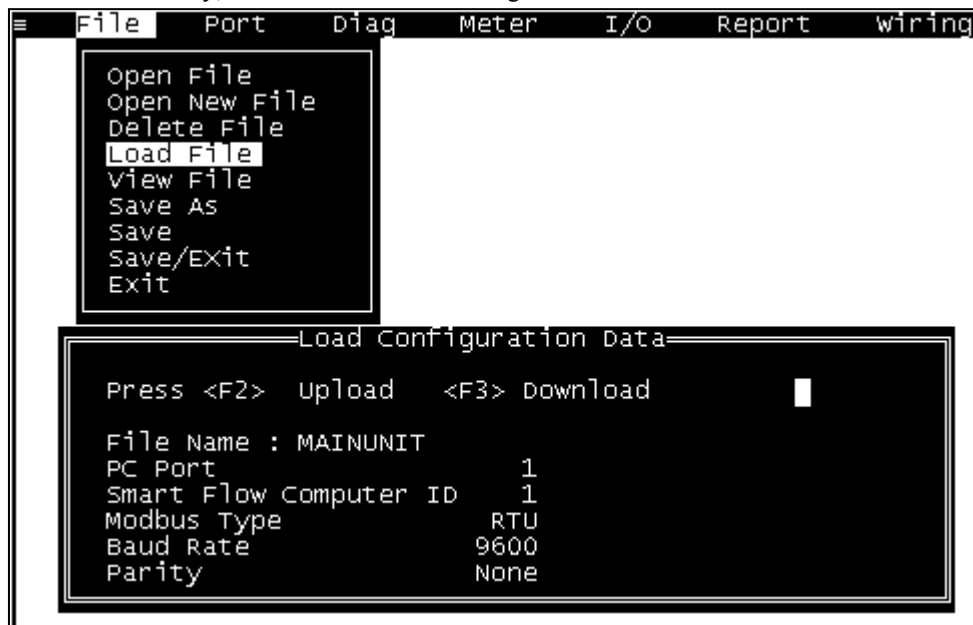 ≡ File Port Diag Meter I/O Report Wiring
Open File
Open New File
Delete File
Load File
View File
Save As
Save
Save/EXit
Exit
Load Configuration Data
Press <F2> Upload <F3> Download
File Name : MAINUNIT
PC Port 1
Smart Flow Computer ID 1
Modbus Type RTU
Baud Rate 9600
Parity None